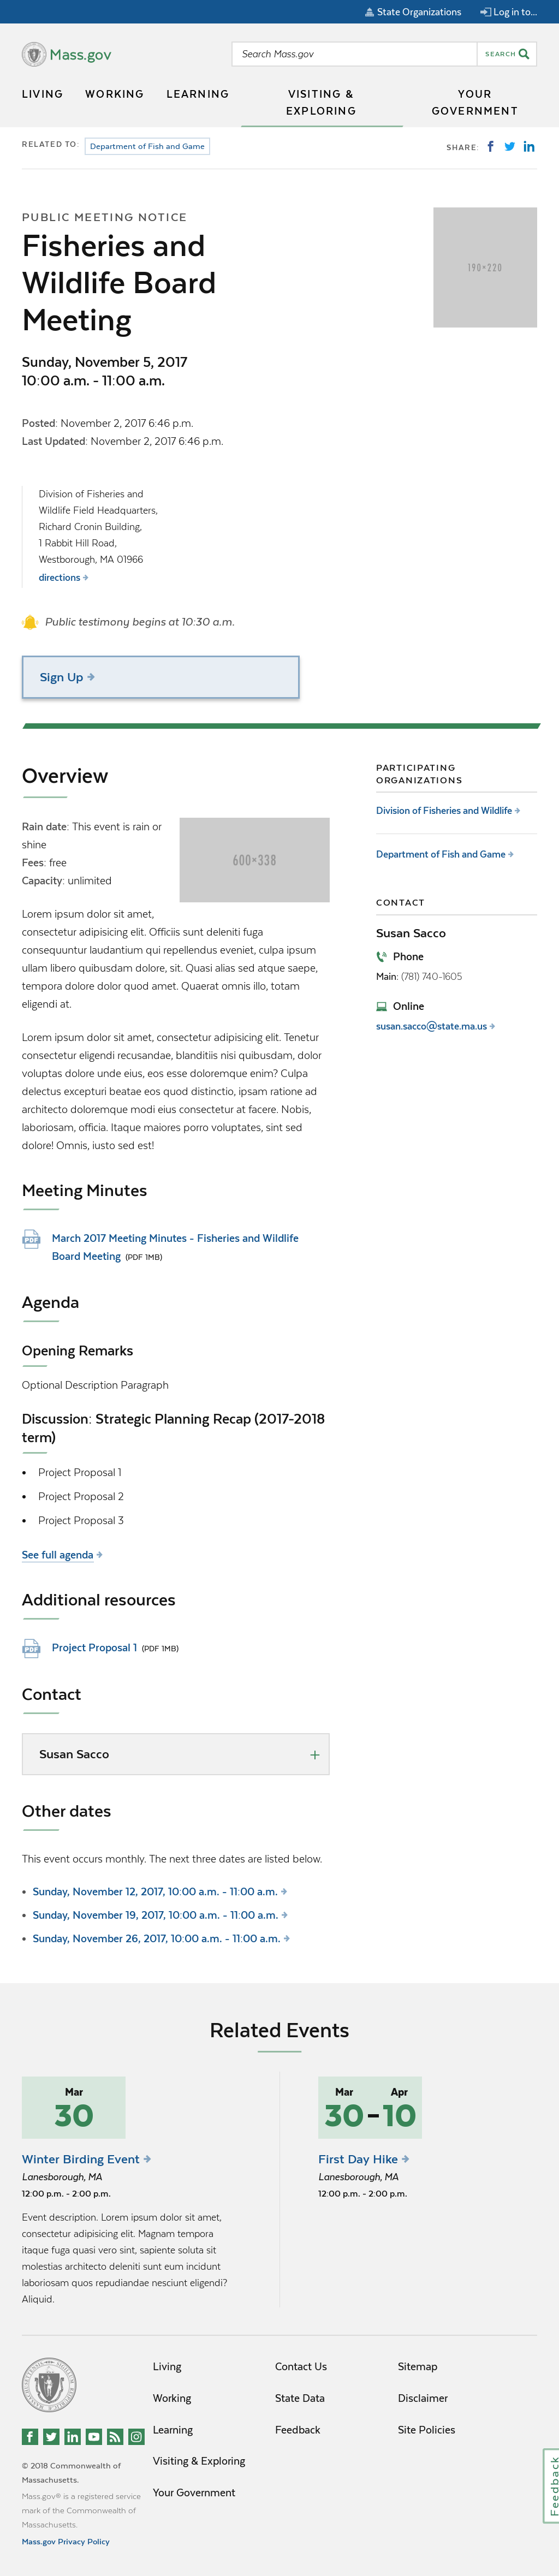 State Organizations
Log in to...
Mass.gov
Search Mass.gov
SEARCH
LIVING
WORKING
LEARNING
VISITING &
EXPLORING
YOUR
GOVERNMENT
RELATED TO:
Department of Fish and Game
SHARE:
PUBLIC MEETING NOTICE
Fisheries and
Wildlife Board
Meeting
190×220
Sunday, November 5, 2017
10:00 a.m. - 11:00 a.m.
Posted: November 2, 2017 6:46 p.m.
Last Updated: November 2, 2017 6:46 p.m.
Division of Fisheries and
Wildlife Field Headquarters,
Richard Cronin Building,
1 Rabbit Hill Road,
Westborough, MA 01966
directions
Public testimony begins at 10:30 a.m.
Sign Up
Overview
Rain date: This event is rain or
shine
Fees: free
Capacity: unlimited
600×338
Lorem ipsum dolor sit amet,
consectetur adipisicing elit. Officiis sunt deleniti fuga
consequuntur laudantium qui repellendus eveniet, culpa ipsum
ullam libero quibusdam dolore, sit. Quasi alias sed atque saepe,
tempora dolore dolor quod amet. Quaerat omnis illo, totam
eligendi at.
Lorem ipsum dolor sit amet, consectetur adipisicing elit. Tenetur
consectetur eligendi recusandae, blanditiis nisi quibusdam, dolor
voluptas dolore unde eius, eos esse doloremque enim? Culpa
delectus excepturi beatae eos quod distinctio, ipsam ratione ad
architecto doloremque modi eius consectetur at facere. Nobis,
laboriosam, officiis. Itaque maiores porro voluptates, sint sed
dolore! Omnis, iusto sed est!
Meeting Minutes
PDF
March 2017 Meeting Minutes - Fisheries and Wildlife
Board Meeting (PDF 1MB)
Agenda
Opening Remarks
Optional Description Paragraph
Discussion: Strategic Planning Recap (2017-2018
term)
Project Proposal 1
Project Proposal 2
Project Proposal 3
See full agenda
Additional resources
PDF
Project Proposal 1 (PDF 1MB)
Contact
Susan Sacco
Other dates
This event occurs monthly. The next three dates are listed below.
Sunday, November 12, 2017, 10:00 a.m. - 11:00 a.m.
Sunday, November 19, 2017, 10:00 a.m. - 11:00 a.m.
Sunday, November 26, 2017, 10:00 a.m. - 11:00 a.m.
PARTICIPATING
ORGANIZATIONS
Division of Fisheries and Wildlife
Department of Fish and Game
CONTACT
Susan Sacco
Phone
Main: (781) 740-1605
Online
susan.sacco@state.ma.us
Related Events
Mar
30
Winter Birding Event
Lanesborough, MA
12:00 p.m. - 2:00 p.m.
Event description. Lorem ipsum dolor sit amet,
consectetur adipisicing elit. Magnam tempora
itaque fuga quasi vero sint, sapiente soluta sit
molestias architecto deleniti sunt eum incidunt
laboriosam quos repudiandae nesciunt eligendi?
Aliquid.
Mar Apr
30-10
First Day Hike
Lanesborough, MA
12:00 p.m. - 2:00 p.m.
Living
Working
Learning
Visiting & Exploring
Your Government
Contact Us
State Data
Feedback
Sitemap
Disclaimer
Site Policies
© 2018 Commonwealth of
Massachusetts.
Mass.gov® is a registered service
mark of the Commonwealth of
Massachusetts.
Mass.gov Privacy Policy
Feedback